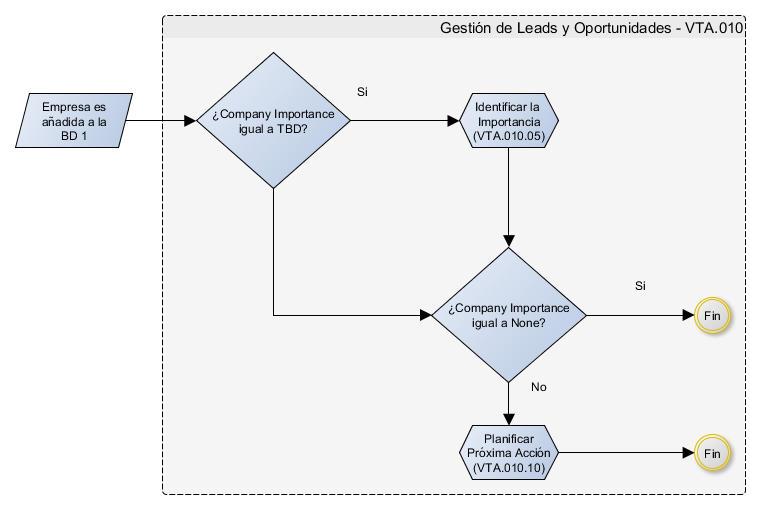 Gestión de Leads y Oportunidades - VTA.010
Empresa es
añadida a la
BD 1
¿Company Importance
igual a TBD?
Si
Identificar la
Importancia
(VTA.010.05)
¿Company Importance
igual a None?
Si
Fin
No
Planificar
Próxima Acción
(VTA.010.10)
Fin